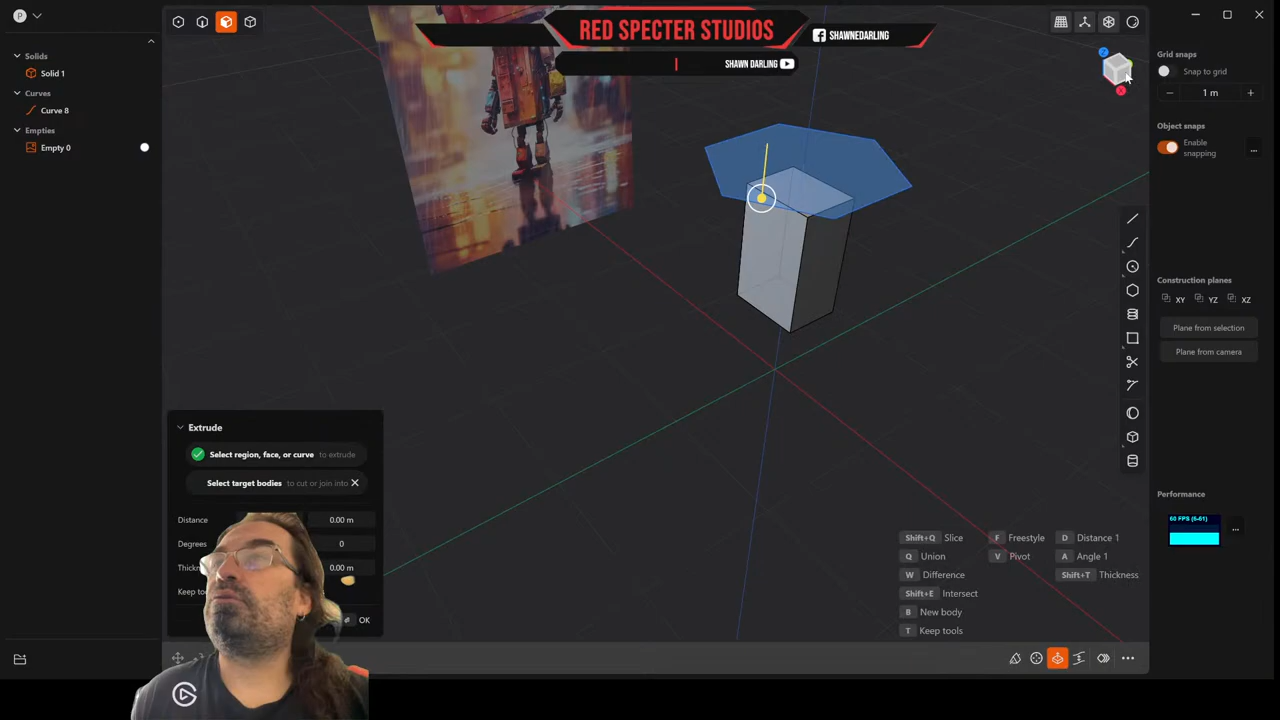 P
RED SPECTER STUDIOS
SHAWNEDARLING
SHAWN DARLING
Solids
Solid 1
Curves
Curve 8
Empties
Empty 0
Z
X
Grid snaps
Snap to grid
1 m
Object snaps
Enable
snapping
Construction planes
XY YZ XZ
Plane from selection
Plane from camera
Performance
60 FPS (6-61)
Extrude
Select region, face, or curve to extrude
Select target bodies to cut or join into
Distance 0.00 m
Degrees 0
0.00 m
OK
Shift+Q Slice F Freestyle D Distance 1
Q Union V Pivot A Angle 1
W Difference Shift+T Thickness
Shift+E Intersect
B New body
T Keep tools